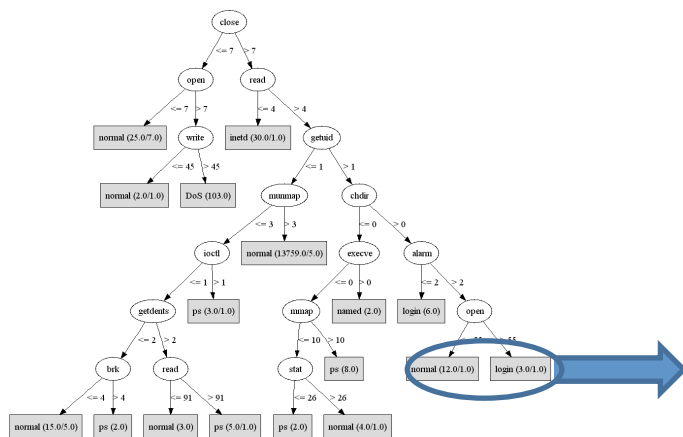 close
<= 7 > 7
open read
<= 7 > 7 <= 4 > 4
normal (25.0/7.0) write inetd (30.0/1.0) getuid
<= 45 > 45 <= 1 > 1
normal (2.0/1.0) DoS (103.0) munmap chdir
<= 3 > 3 <= 0 > 0
ioctl normal (13759.0/5.0) execve alarm
<= 1 > 1 <= 0 > 0 <= 2 > 2
getdents ps (3.0/1.0) mmap named (2.0) login (6.0) open
<= 2 > 2 <= 10 > 10
brk read stat ps (8.0) normal (12.0/1.0) login (3.0/1.0)
<= 4 > 4 <= 91 > 91 <= 26 > 26
normal (15.0/5.0) ps (2.0) normal (3.0) ps (5.0/1.0) ps (2.0) normal (4.0/1.0)